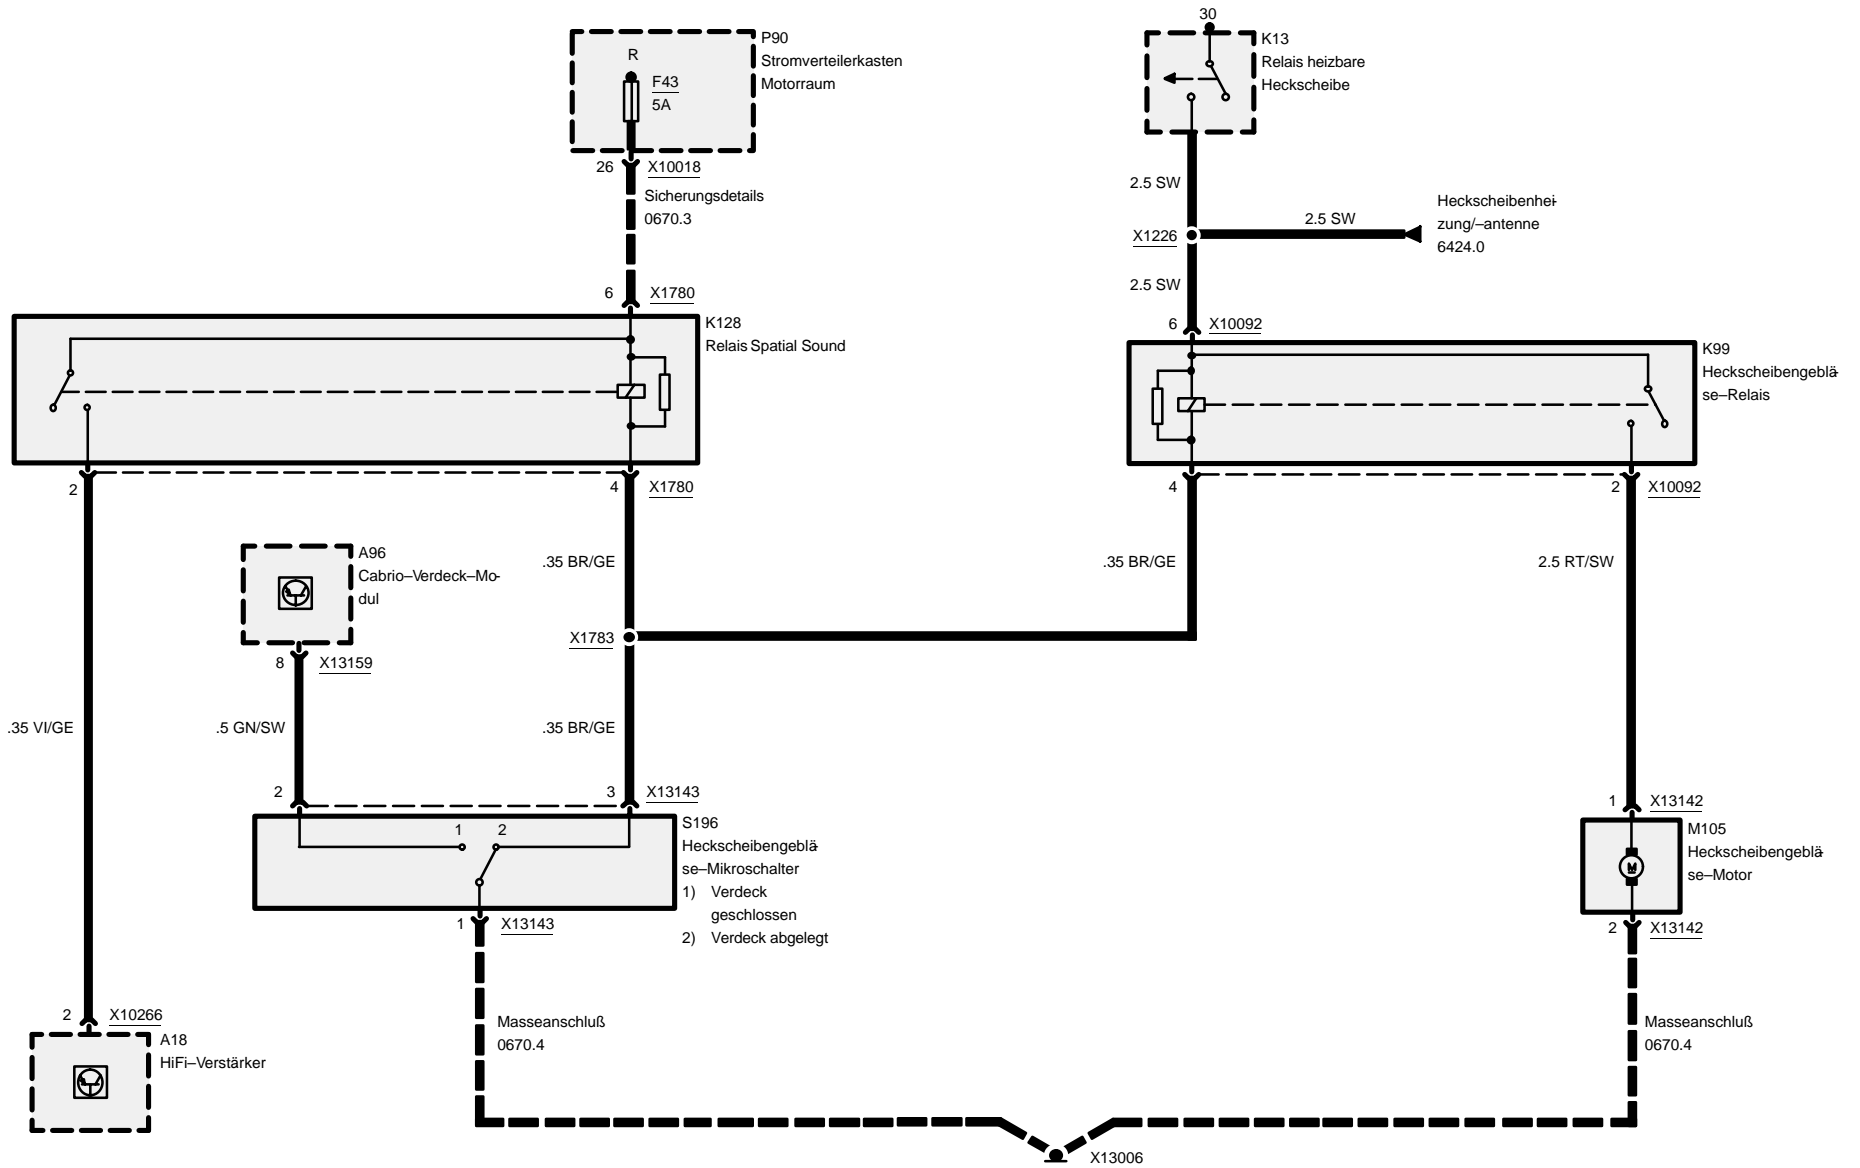 P90
Stromverteilerkasten
Motorraum
R
F43
5A
26
X10018
Sicherungsdetails
0670.3
6
X1780
K128
Relais Spatial Sound
2
4
X1780
30
K13
Relais heizbare
Heckscheibe
2.5 SW
X1226
2.5 SW
Heckscheibenhei-
zung/–antenne
6424.0
2.5 SW
6
X10092
K99
Heckscheibengeblä-
se–Relais
4
2
X10092
A96
Cabrio–Verdeck–Mo-
dul
8
X13159
.35 BR/GE
X1783
.35 BR/GE
2.5 RT/SW
.35 VI/GE
.5 GN/SW
.35 BR/GE
2
3
X13143
1
2
S196
Heckscheibengeblä-
se–Mikroschalter
1) Verdeck
geschlossen
2) Verdeck abgelegt
1
X13143
1
X13142
M105
Heckscheibengeblä-
se–Motor
M
2
X13142
2
X10266
A18
HiFi–Verstärker
Masseanschluß
0670.4
Masseanschluß
0670.4
X13006